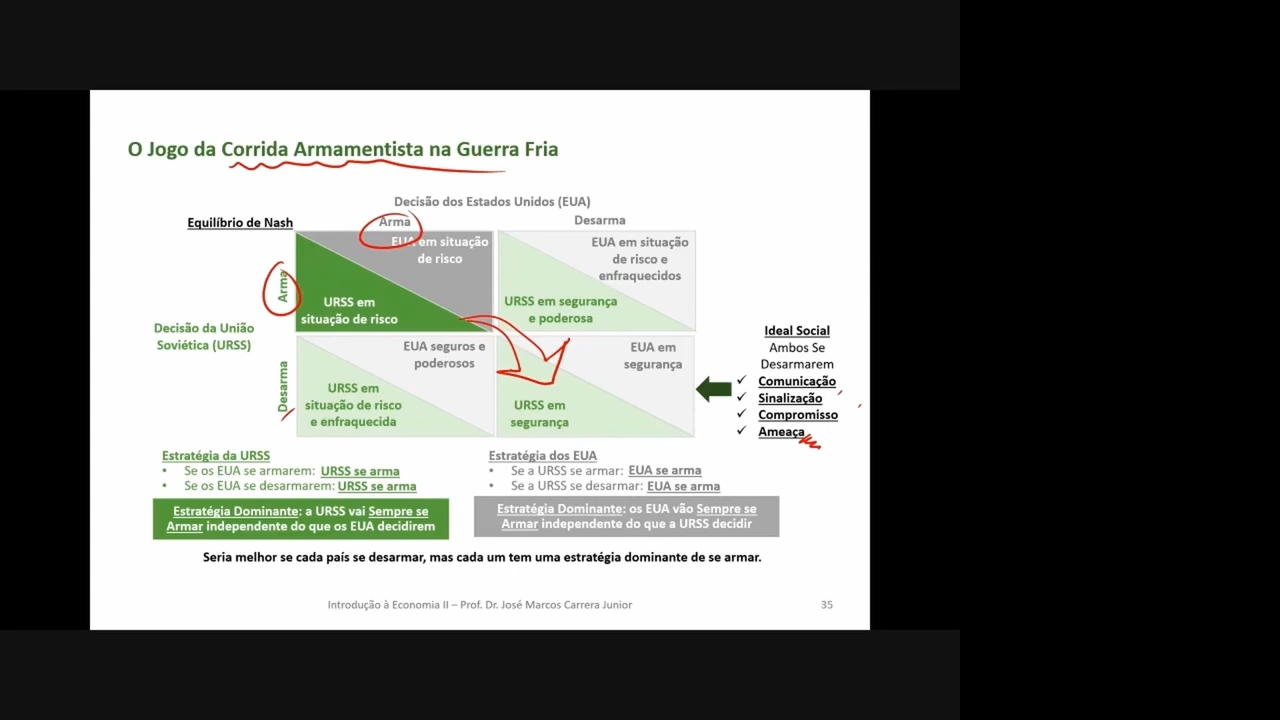 O Jogo da Corrida Armamentista na Guerra Fria
Decisão dos Estados Unidos (EUA)
Equilíbrio de Nash
Arma
Desarma
Arma
EUA em situação
de risco
URSS em
situação de risco
EUA em situação
de risco e
enfraquecidos
URSS em segurança
e poderosa
Decisão da União
Soviética (URSS)
Desarma
EUA seguros e
poderosos
URSS em
situação de risco
e enfraquecida
EUA em
segurança
URSS em
segurança
Ideal Social
Ambos Se
Desarmarem
✓ Comunicação
✓ Sinalização
✓ Compromisso
✓ Ameaça
Estratégia da URSS
• Se os EUA se armarem: URSS se arma
• Se os EUA se desarmarem: URSS se arma
Estratégia Dominante: a URSS vai Sempre se
Armar independente do que os EUA decidirem
Estratégia dos EUA
• Se a URSS se armar: EUA se arma
• Se a URSS se desarmar: EUA se arma
Estratégia Dominante: os EUA vão Sempre se
Armar independente do que a URSS decidir
Seria melhor se cada país se desarmar, mas cada um tem uma estratégia dominante de se armar.
Introdução à Economia II – Prof. Dr. José Marcos Carrera Junior
35